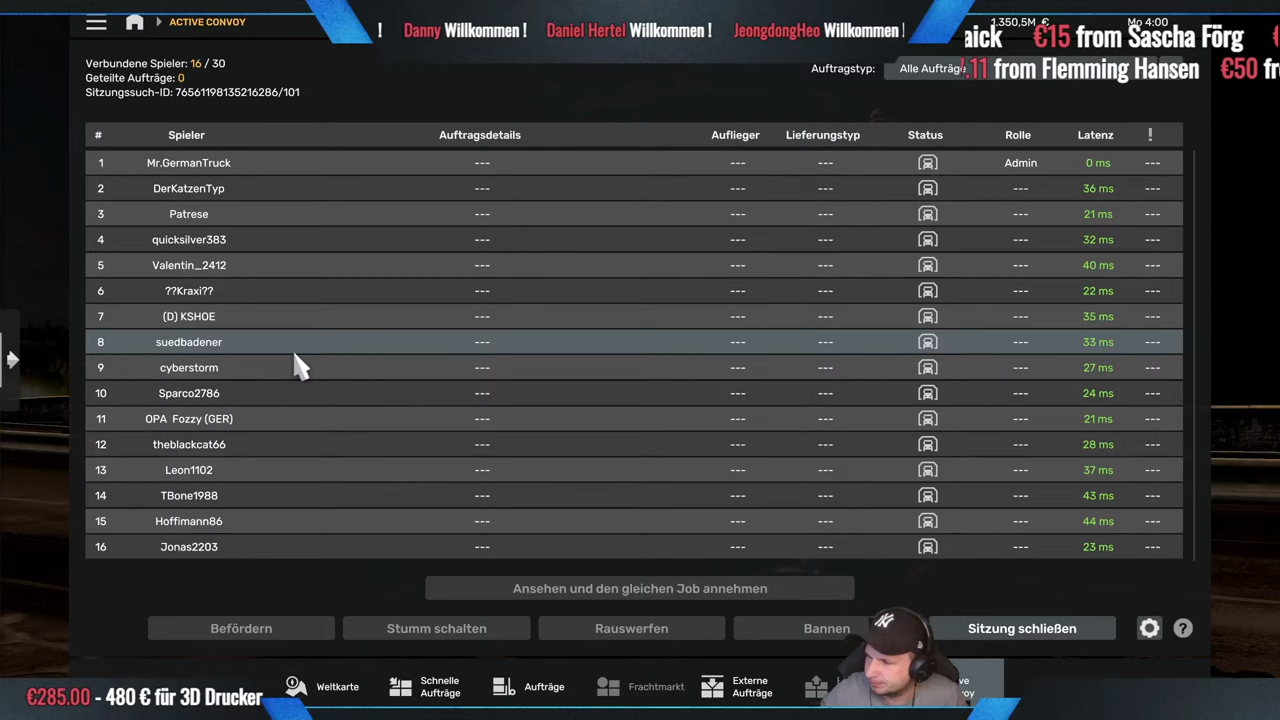 ! Danny Willkommen ! Daniel Hertel Willkommen ! JeongdongHeo Willkommen !
ACTIVE CONVOY
1.350,5M € Mo 4:00
aick €15 from Sascha Förg
.11 from Flemming Hansen €50 fr
Verbundene Spieler: 16 / 30
Geteilte Aufträge: 0
Sitzungssuch-ID: 76561198135216286/101
Auftragstyp: Alle Aufträge
# Spieler Auftragsdetails Auflieger Lieferungstyp Status Rolle Latenz !
1 Mr.GermanTruck --- --- --- Admin 0 ms ---
2 DerKatzenTyp --- --- --- --- 36 ms ---
3 Patrese --- --- --- --- 21 ms ---
4 quicksilver383 --- --- --- --- 32 ms ---
5 Valentin_2412 --- --- --- --- 40 ms ---
6 ??Kraxi?? --- --- --- --- 22 ms ---
7 (D) KSHOE --- --- --- --- 35 ms ---
8 suedbadener --- --- --- --- 33 ms ---
9 cyberstorm --- --- --- --- 27 ms ---
10 Sparco2786 --- --- --- --- 24 ms ---
11 OPA Fozzy (GER) --- --- --- --- 21 ms ---
12 theblackcat66 --- --- --- --- 28 ms ---
13 Leon1102 --- --- --- --- 37 ms ---
14 TBone1988 --- --- --- --- 43 ms ---
15 Hoffimann86 --- --- --- --- 44 ms ---
16 Jonas2203 --- --- --- --- 23 ms ---
Ansehen und den gleichen Job annehmen
Befördern Stumm schalten Rauswerfen Bannen Sitzung schließen ?
€285.00 - 480 € für 3D Drucker
Weltkarte
Schnelle
Aufträge
Aufträge
Frachtmarkt
Externe
Aufträge